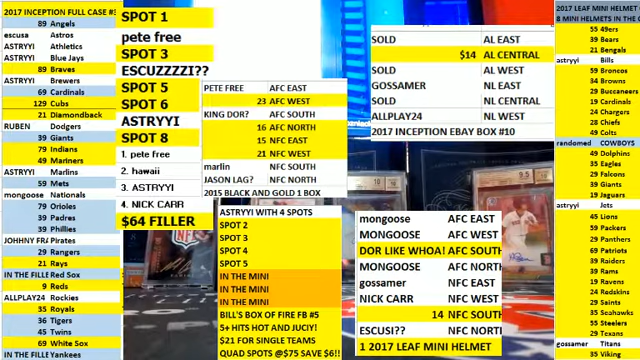 2017 INCEPTION FULL CASE #3
89 Angels
escusa Astros
ASTRYYI Athletics
ASTRYYI Blue Jays
89 Braves
ASTRYYI Brewers
69 Cardinals
129 Cubs
21 Diamondback
RUBEN Dodgers
39 Giants
79 Indians
49 Mariners
ASTRYYI Marlins
59 Mets
mongoose Nationals
79 Orioles
39 Padres
39 Phillies
JOHHNY FRA Pirates
29 Rangers
21 Rays
IN THE FILLE Red Sox
9 Reds
ALLPLAY24 Rockies
35 Royals
36 Tigers
45 Twins
69 White Sox
IN THE FILLE Yankees
SPOT 1
pete free
SPOT 3
ESCUZZZZI??
SPOT 5
SPOT 6
ASTRYYI
SPOT 8
1. pete free
2. hawaii
3. ASTRYYI
4. NICK CARR
$64 FILLER
PETE FREE AFC EAST
23 AFC WEST
KING DOR? AFC SOUTH
16 AFC NORTH
15 NFC EAST
21 NFC WEST
marlin NFC SOUTH
JASON LAG? NFC NORTH
2015 BLACK AND GOLD 1 BOX
ASTRYYI WITH 4 SPOTS
SPOT 2
SPOT 3
SPOT 4
SPOT 5
IN THE MINI
IN THE MINI
IN THE MINI
BILL'S BOX OF FIRE FB #5
5+ HITS HOT AND JUCIY!
$21 FOR SINGLE TEAMS
QUAD SPOTS @$75 SAVE $6!!
SOLD AL EAST
$14 AL CENTRAL
SOLD AL WEST
GOSSAMER NL EAST
SOLD NL CENTRAL
ALLPLAY24 NL WEST
2017 INCEPTION EBAY BOX #10
mongoose AFC EAST
MONGOOSE AFC WEST
DOR LIKE WHOA! AFC SOUTH
MONGOOSE AFC NORTH
gossamer NFC EAST
NICK CARR NFC WEST
14 NFC SOUTH
ESCUSI?? NFC NORTH
1 2017 LEAF MINI HELMET
2017 LEAF MINI HELMET
8 MINI HELMETS IN THE
55 49ers
39 Bears
21 Bengals
astryyi Bills
59 Broncos
34 Browns
29 Buccaneers
19 Cardinals
24 Chargers
28 Chiefs
49 Colts
randomed COWBOYS
49 Dolphins
35 Eagles
29 Falcons
39 Giants
19 Jaguars
astryyi Jets
45 Lions
59 Packers
29 Panthers
69 Patriots
39 Raiders
39 Rams
19 Ravens
24 Redskins
29 Saints
35 Seahawks
55 Steelers
29 Texans
gossamer Titans
35 Viking